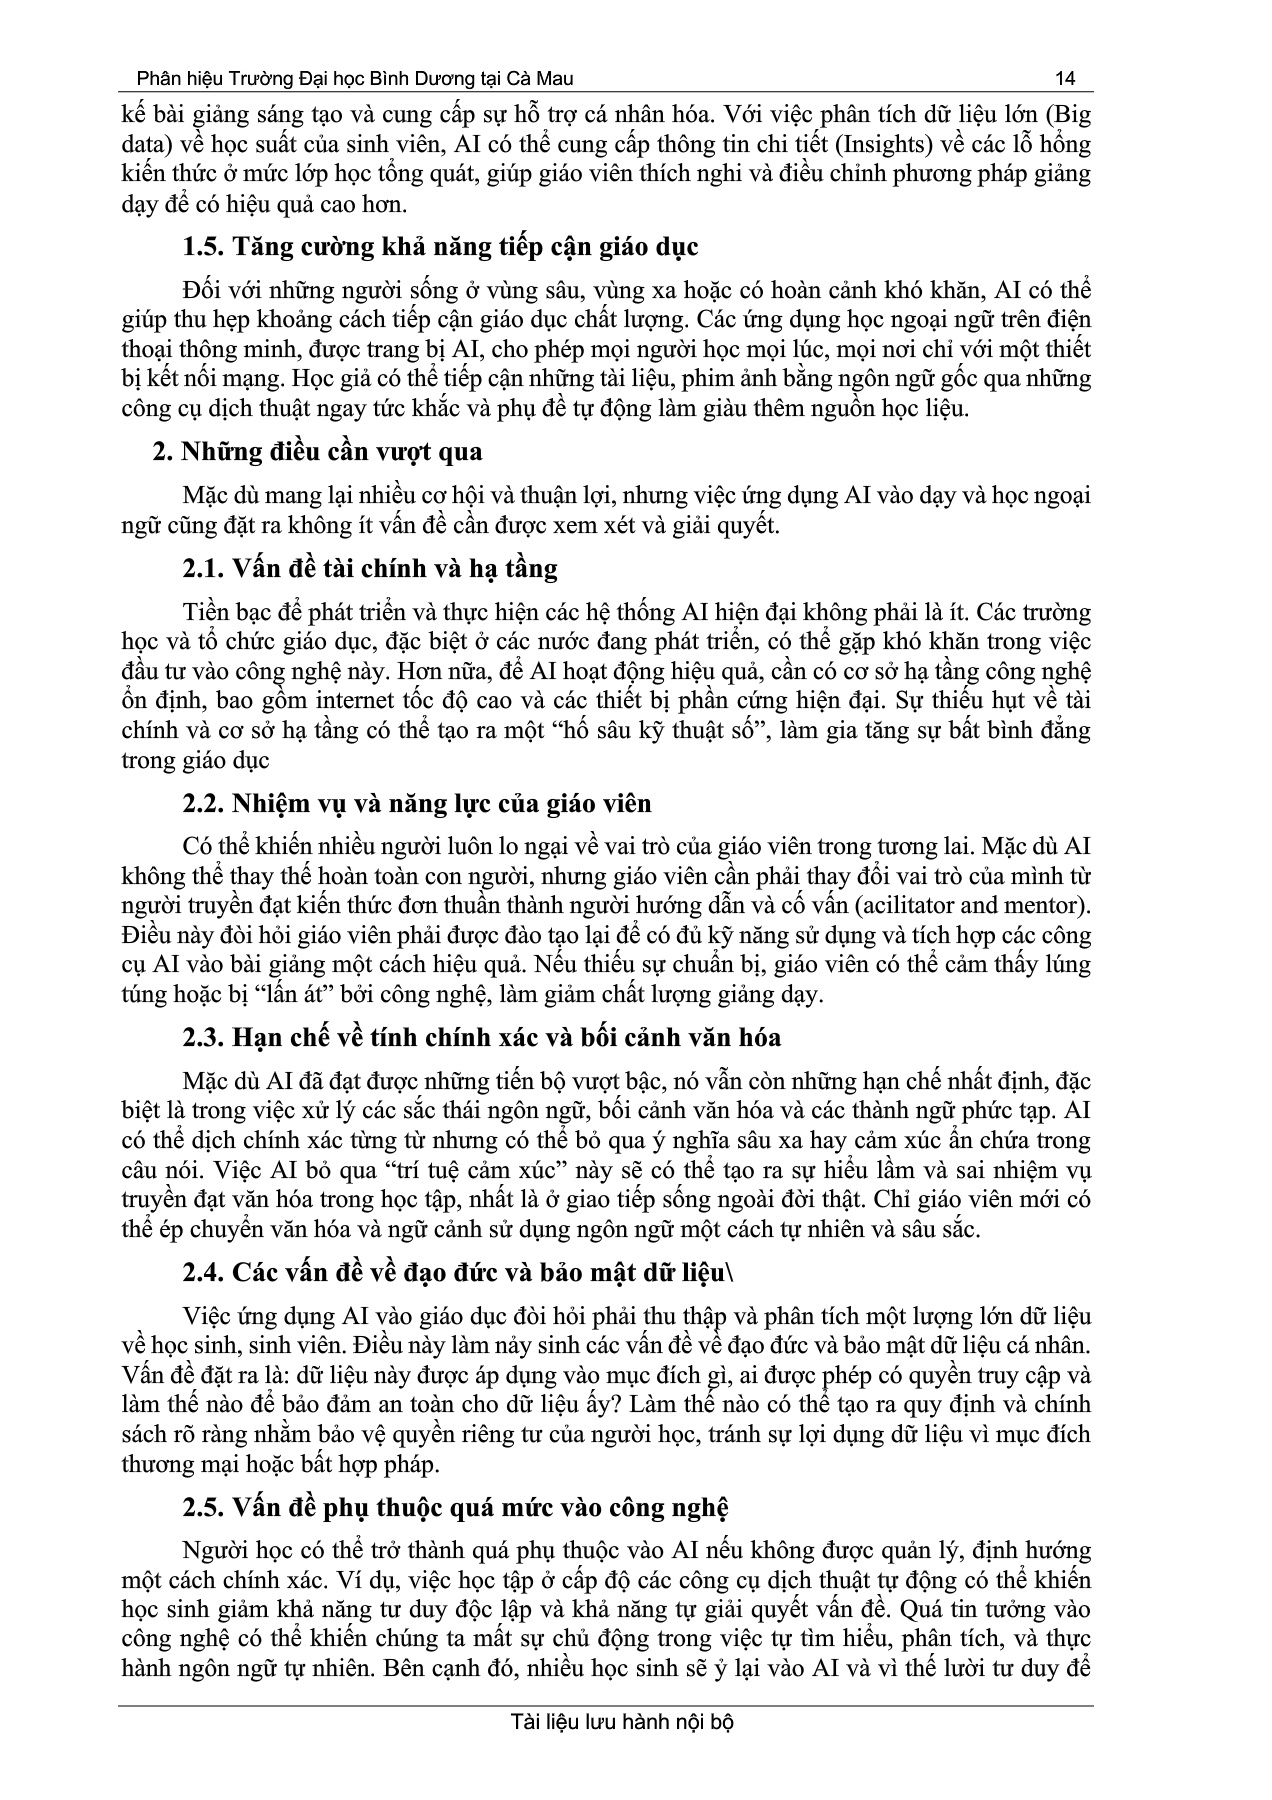 Phân hiệu Trường Đại học Bình Dương tại Cà Mau 14
kế bài giảng sáng tạo và cung cấp sự hỗ trợ cá nhân hóa. Với việc phân tích dữ liệu lớn (Big
data) về học suất của sinh viên, AI có thể cung cấp thông tin chi tiết (Insights) về các lỗ hổng
kiến thức ở mức lớp học tổng quát, giúp giáo viên thích nghi và điều chỉnh phương pháp giảng
dạy để có hiệu quả cao hơn.
1.5. Tăng cường khả năng tiếp cận giáo dục
Đối với những người sống ở vùng sâu, vùng xa hoặc có hoàn cảnh khó khăn, AI có thể
giúp thu hẹp khoảng cách tiếp cận giáo dục chất lượng. Các ứng dụng học ngoại ngữ trên điện
thoại thông minh, được trang bị AI, cho phép mọi người học mọi lúc, mọi nơi chỉ với một thiết
bị kết nối mạng. Học giả có thể tiếp cận những tài liệu, phim ảnh bằng ngôn ngữ gốc qua những
công cụ dịch thuật ngay tức khắc và phụ đề tự động làm giàu thêm nguồn học liệu.
2. Những điều cần vượt qua
Mặc dù mang lại nhiều cơ hội và thuận lợi, nhưng việc ứng dụng AI vào dạy và học ngoại
ngữ cũng đặt ra không ít vấn đề cần được xem xét và giải quyết.
2.1. Vấn đề tài chính và hạ tầng
Tiền bạc để phát triển và thực hiện các hệ thống AI hiện đại không phải là ít. Các trường
học và tổ chức giáo dục, đặc biệt ở các nước đang phát triển, có thể gặp khó khăn trong việc
đầu tư vào công nghệ này. Hơn nữa, để AI hoạt động hiệu quả, cần có cơ sở hạ tầng công nghệ
ổn định, bao gồm internet tốc độ cao và các thiết bị phần cứng hiện đại. Sự thiếu hụt về tài
chính và cơ sở hạ tầng có thể tạo ra một “hố sâu kỹ thuật số”, làm gia tăng sự bất bình đẳng
trong giáo dục
2.2. Nhiệm vụ và năng lực của giáo viên
Có thể khiến nhiều người luôn lo ngại về vai trò của giáo viên trong tương lai. Mặc dù AI
không thể thay thế hoàn toàn con người, nhưng giáo viên cần phải thay đổi vai trò của mình từ
người truyền đạt kiến thức đơn thuần thành người hướng dẫn và cố vấn (acilitator and mentor).
Điều này đòi hỏi giáo viên phải được đào tạo lại để có đủ kỹ năng sử dụng và tích hợp các công
cụ AI vào bài giảng một cách hiệu quả. Nếu thiếu sự chuẩn bị, giáo viên có thể cảm thấy lúng
túng hoặc bị “lấn át” bởi công nghệ, làm giảm chất lượng giảng dạy.
2.3. Hạn chế về tính chính xác và bối cảnh văn hóa
Mặc dù AI đã đạt được những tiến bộ vượt bậc, nó vẫn còn những hạn chế nhất định, đặc
biệt là trong việc xử lý các sắc thái ngôn ngữ, bối cảnh văn hóa và các thành ngữ phức tạp. AI
có thể dịch chính xác từng từ nhưng có thể bỏ qua ý nghĩa sâu xa hay cảm xúc ẩn chứa trong
câu nói. Việc AI bỏ qua “trí tuệ cảm xúc” này sẽ có thể tạo ra sự hiểu lầm và sai nhiệm vụ
truyền đạt văn hóa trong học tập, nhất là ở giao tiếp sống ngoài đời thật. Chỉ giáo viên mới có
thể ép chuyển văn hóa và ngữ cảnh sử dụng ngôn ngữ một cách tự nhiên và sâu sắc.
2.4. Các vấn đề về đạo đức và bảo mật dữ liệu\
Việc ứng dụng AI vào giáo dục đòi hỏi phải thu thập và phân tích một lượng lớn dữ liệu
về học sinh, sinh viên. Điều này làm nảy sinh các vấn đề về đạo đức và bảo mật dữ liệu cá nhân.
Vấn đề đặt ra là: dữ liệu này được áp dụng vào mục đích gì, ai được phép có quyền truy cập và
làm thế nào để bảo đảm an toàn cho dữ liệu ấy? Làm thế nào có thể tạo ra quy định và chính
sách rõ ràng nhằm bảo vệ quyền riêng tư của người học, tránh sự lợi dụng dữ liệu vì mục đích
thương mại hoặc bất hợp pháp.
2.5. Vấn đề phụ thuộc quá mức vào công nghệ
Người học có thể trở thành quá phụ thuộc vào AI nếu không được quản lý, định hướng
một cách chính xác. Ví dụ, việc học tập ở cấp độ các công cụ dịch thuật tự động có thể khiến
học sinh giảm khả năng tư duy độc lập và khả năng tự giải quyết vấn đề. Quá tin tưởng vào
công nghệ có thể khiến chúng ta mất sự chủ động trong việc tự tìm hiểu, phân tích, và thực
hành ngôn ngữ tự nhiên. Bên cạnh đó, nhiều học sinh sẽ ỷ lại vào AI và vì thế lười tư duy để
Tài liệu lưu hành nội bộ